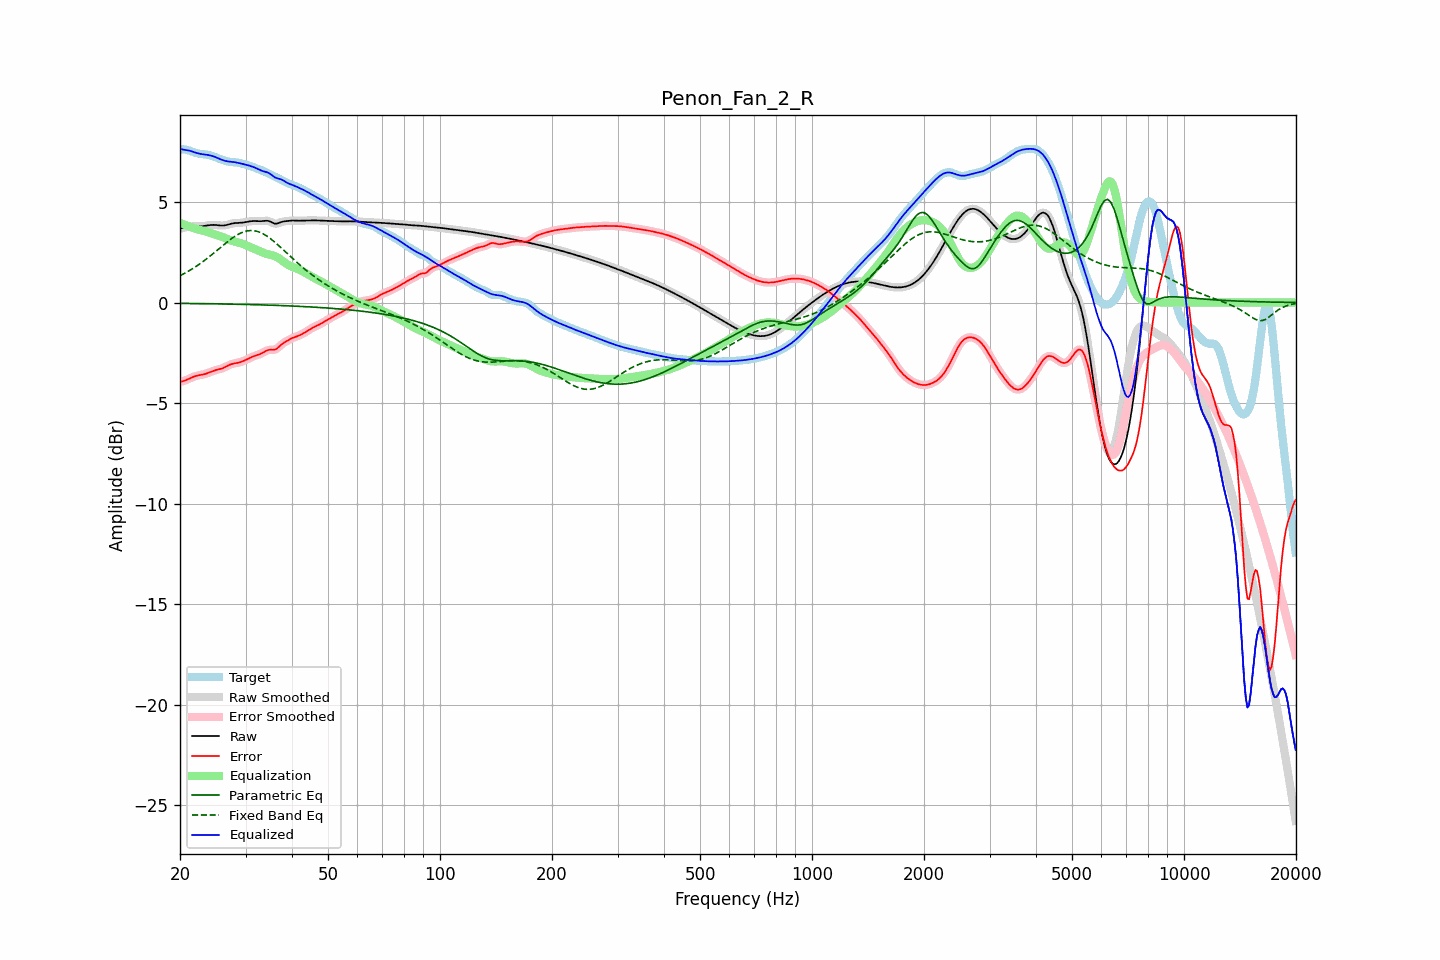 Penon_Fan_2_R
Amplitude (dBr)
5
0
−5
−10
−15
−20
−25
Target
Raw Smoothed
Error Smoothed
Raw
Error
Equalization
Parametric Eq
Fixed Band Eq
Equalized
20 50 100 200 500 1000 2000 5000 10000 20000
Frequency (Hz)